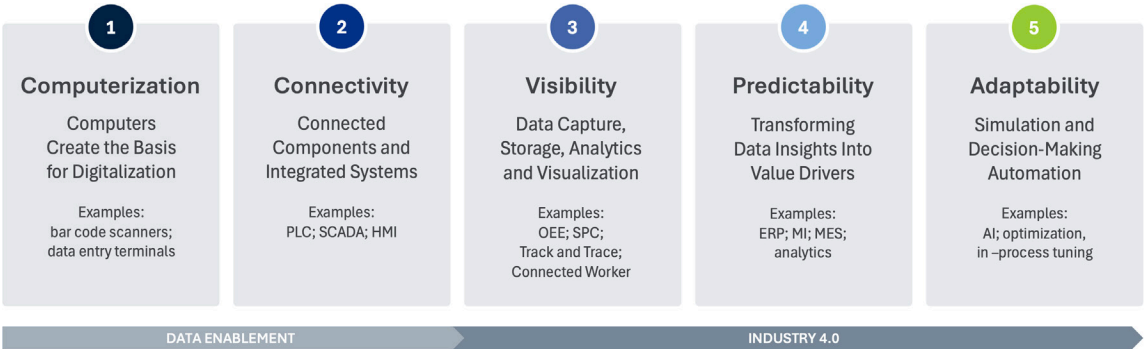 1
Computerization
Computers
Create the Basis
for Digitalization
Examples:
bar code scanners;
data entry terminals
2
Connectivity
Connected
Components and
Integrated Systems
Examples:
PLC; SCADA; HMI
3
Visibility
Data Capture,
Storage, Analytics
and Visualization
Examples:
OEE; SPC;
Track and Trace;
Connected Worker
4
Predictability
Transforming
Data Insights Into
Value Drivers
Examples:
ERP; MI; MES;
analytics
5
Adaptability
Simulation and
Decision-Making
Automation
Examples:
AI; optimization,
in –process tuning
DATA ENABLEMENT
INDUSTRY 4.0